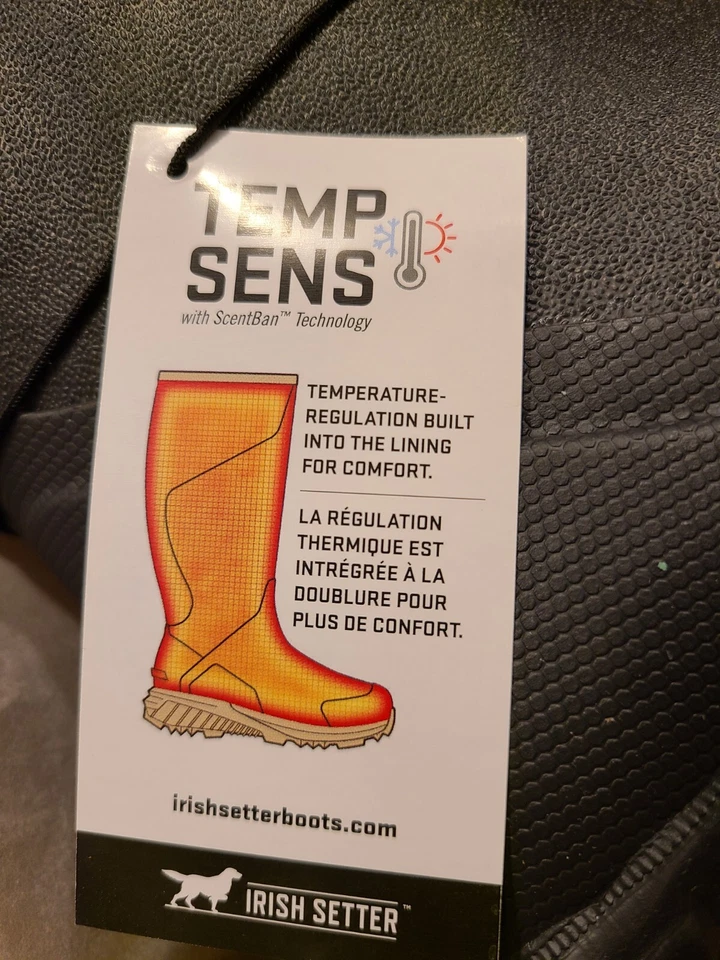 TEMP
SENS
with ScentBan™ Technology
TEMPERATURE-
REGULATION BUILT
INTO THE LINING
FOR COMFORT.
LA RÉGULATION
THERMIQUE EST
INTRÉGRÉE À LA
DOUBLURE POUR
PLUS DE CONFORT.
irishsetterboots.com
IRISH SETTER™